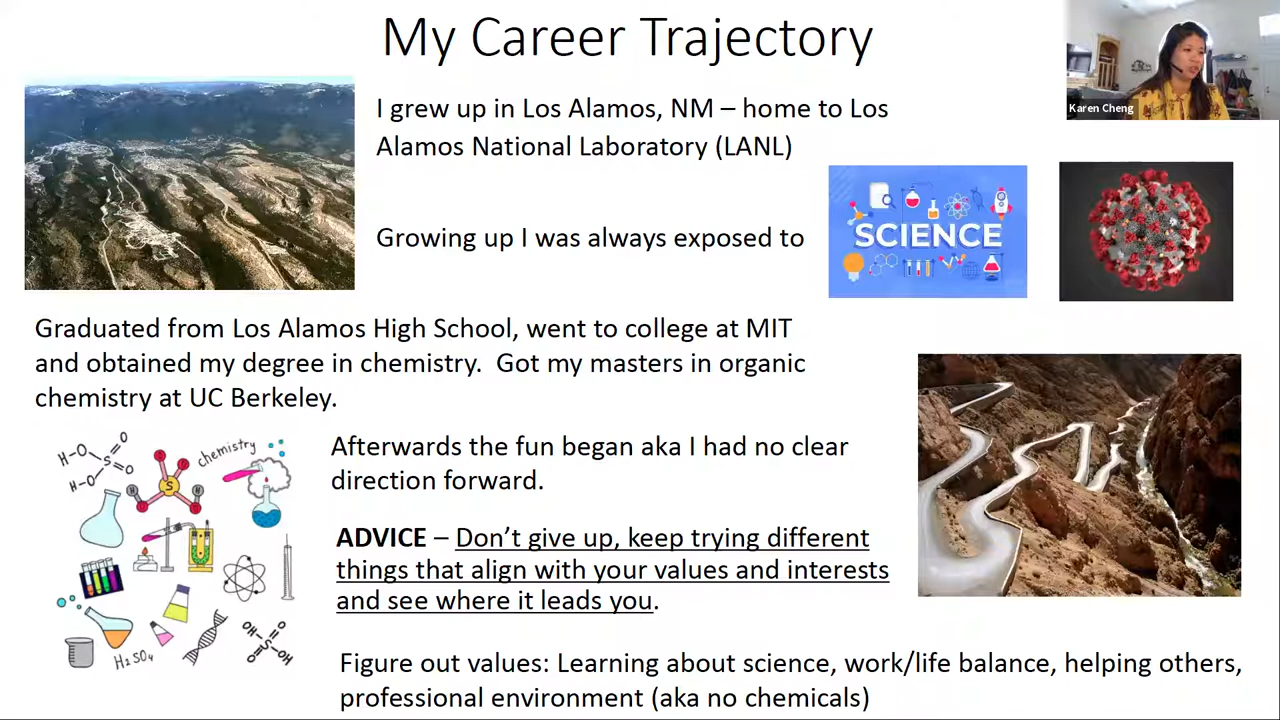 My Career Trajectory
Karen Cheng
I grew up in Los Alamos, NM – home to Los
Alamos National Laboratory (LANL)
Growing up I was always exposed to
SCIENCE
Graduated from Los Alamos High School, went to college at MIT
and obtained my degree in chemistry.  Got my masters in organic
chemistry at UC Berkeley.
Afterwards the fun began aka I had no clear
direction forward.
ADVICE – Don’t give up, keep trying different
things that align with your values and interests
and see where it leads you.
chemistry
H–O
O
S
O
H–O
S
H
H
H₂SO₄
O
HO
S
O
OH
Figure out values: Learning about science, work/life balance, helping others,
professional environment (aka no chemicals)